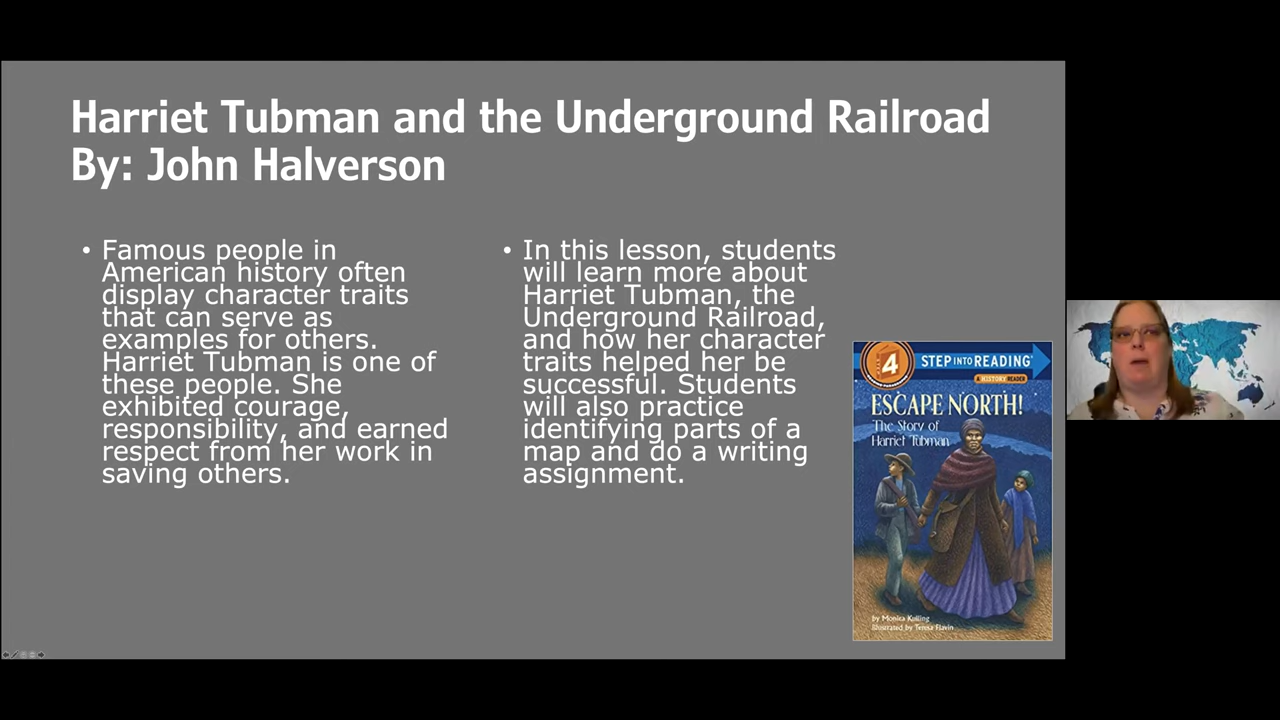 Harriet Tubman and the Underground Railroad
By: John Halverson
• Famous people in
American history often
display character traits
that can serve as
examples for others.
Harriet Tubman is one of
these people. She
exhibited courage,
responsibility, and earned
respect from her work in
saving others.
• In this lesson, students
will learn more about
Harriet Tubman, the
Underground Railroad,
and how her character
traits helped her be
successful. Students
will also practice
identifying parts of a
map and do a writing
assignment.
4
STEP INTO READING®
A HISTORY READER
ESCAPE NORTH!
The Story of
Harriet Tubman
by Monica Kulling
illustrated by Teresa Flavin